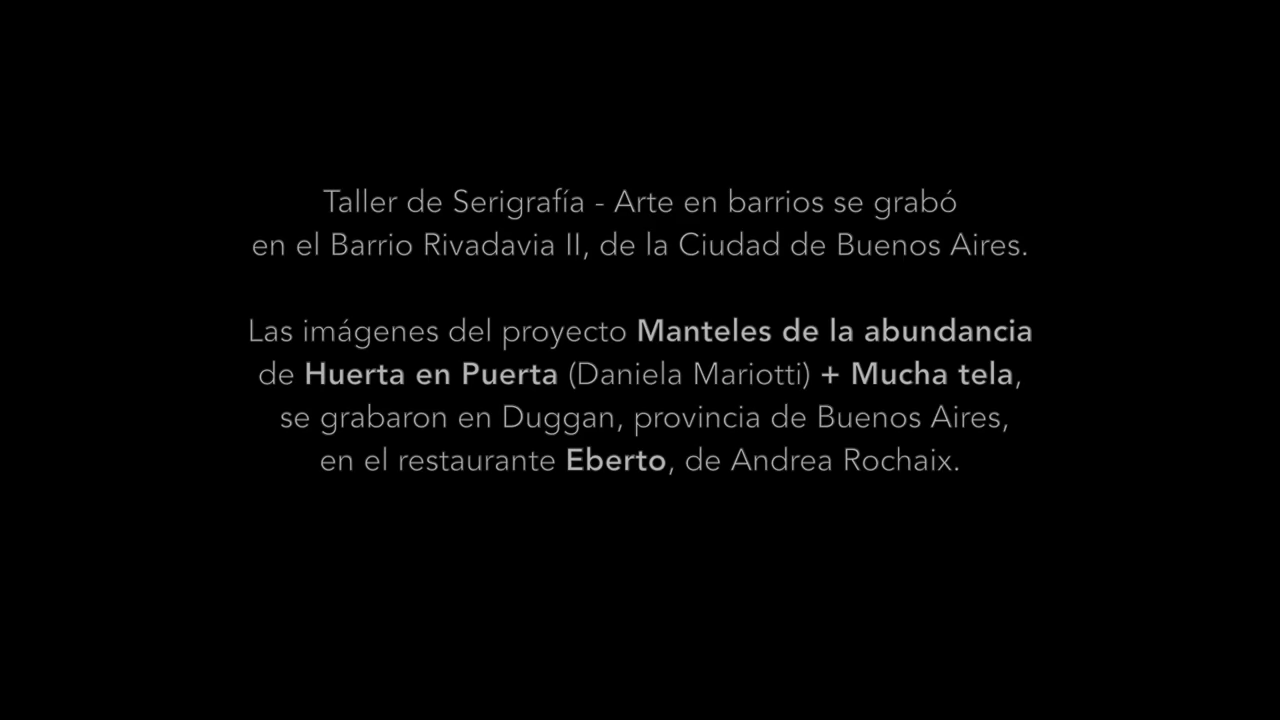 Taller de Serigrafía - Arte en barrios se grabó
en el Barrio Rivadavia II, de la Ciudad de Buenos Aires.
Las imágenes del proyecto Manteles de la abundancia
de Huerta en Puerta (Daniela Mariotti) + Mucha tela,
se grabaron en Duggan, provincia de Buenos Aires,
en el restaurante Eberto, de Andrea Rochaix.